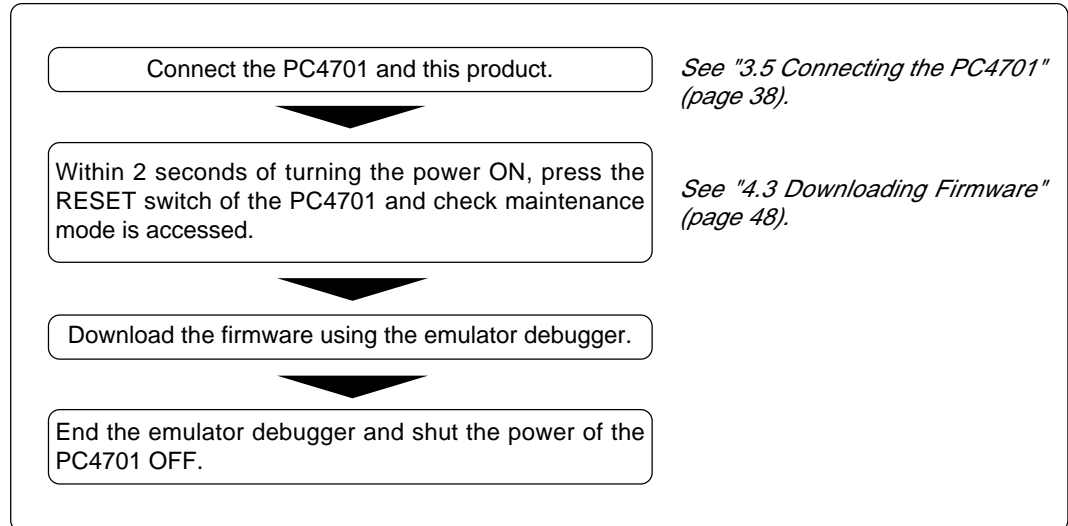 Connect the PC4701 and this product.
See "3.5 Connecting the PC4701"
(page 38).
Within 2 seconds of turning the power ON, press the
RESET switch of the PC4701 and check maintenance
mode is accessed.
See "4.3 Downloading Firmware"
(page 48).
Download the firmware using the emulator debugger.
End the emulator debugger and shut the power of the
PC4701 OFF.